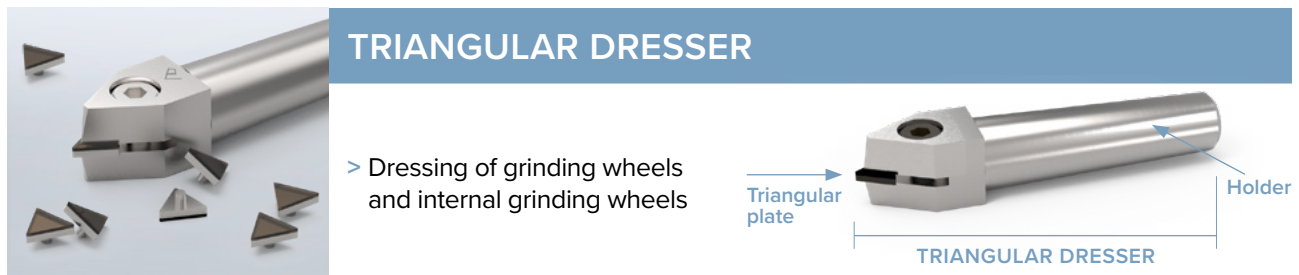 TRIANGULAR DRESSER
> Dressing of grinding wheels
and internal grinding wheels
Triangular
plate
Holder
TRIANGULAR DRESSER